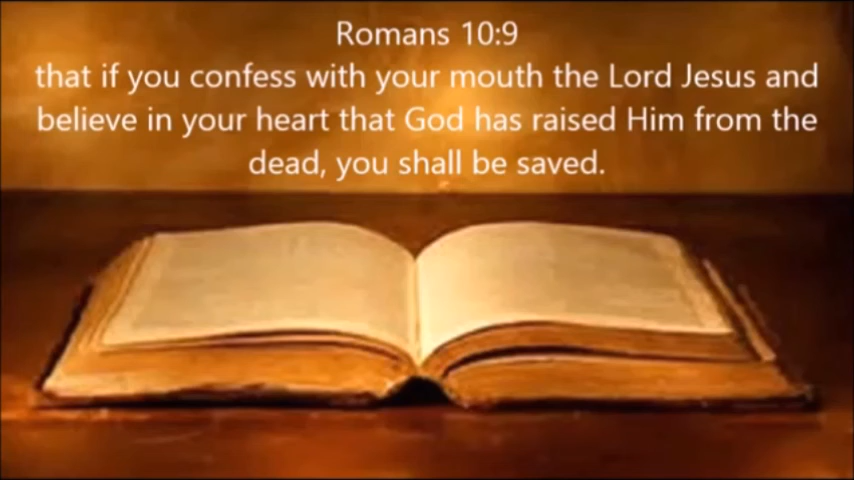 Romans 10:9
that if you confess with your mouth the Lord Jesus and
believe in your heart that God has raised Him from the
dead, you shall be saved.